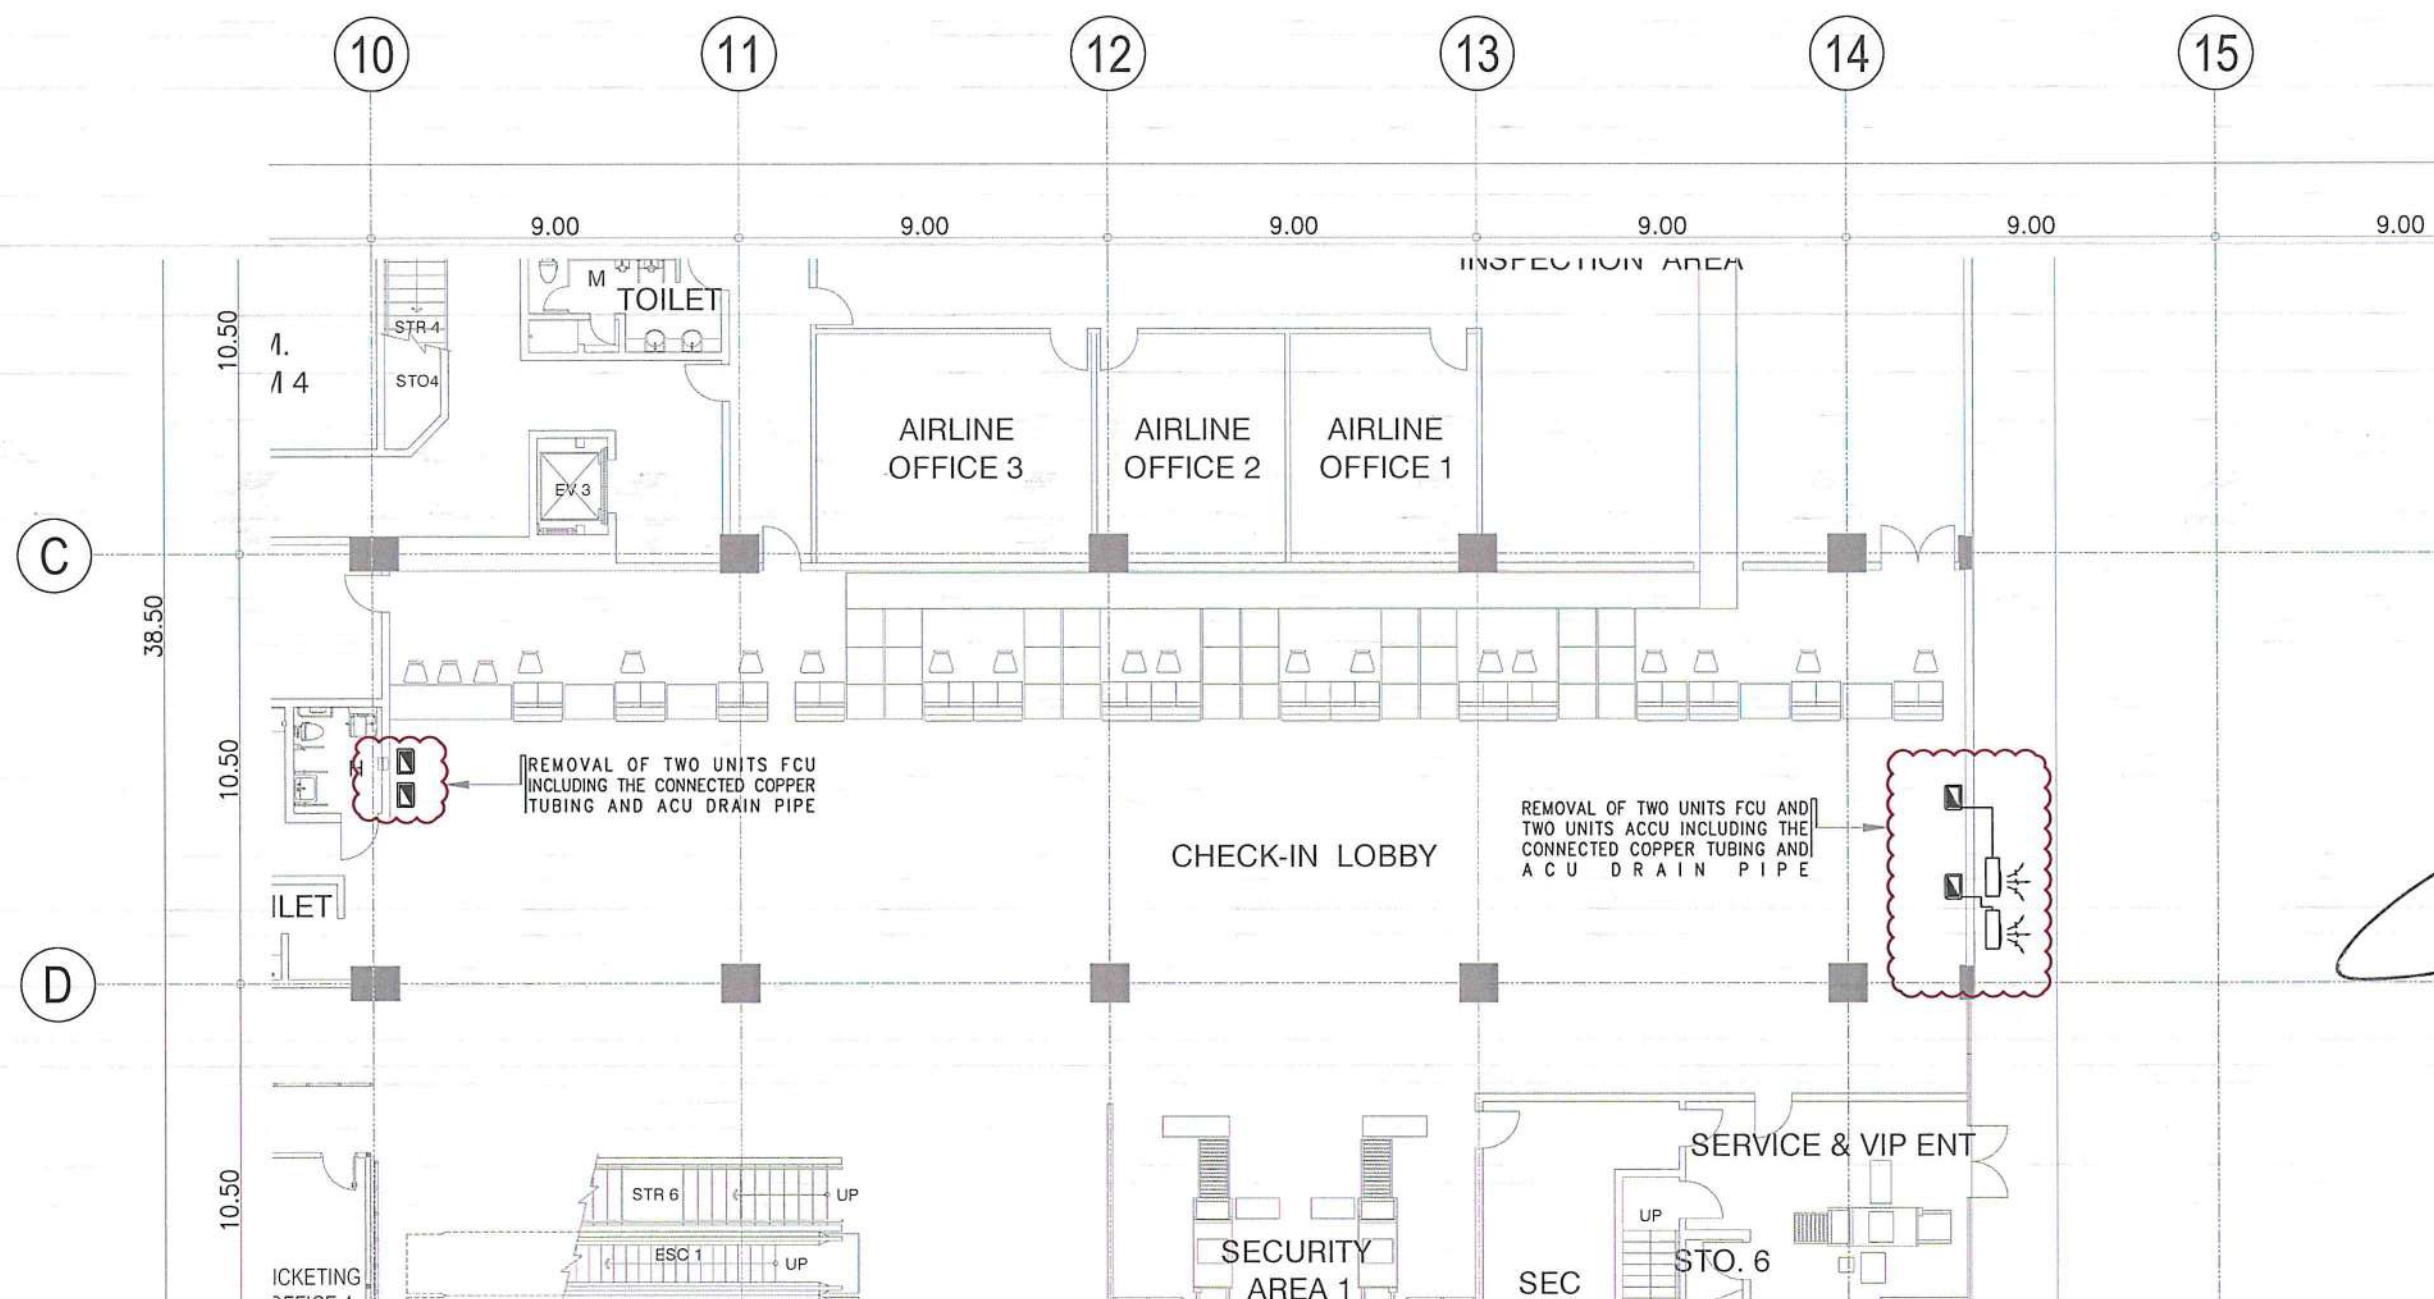 10 11 12 13 14 15
9.00 9.00 9.00 9.00 9.00 9.00
INSPECTION AREA
M
TOILET
10.50
STR 4
M 4
STO4
AIRLINE
OFFICE 3
AIRLINE
OFFICE 2
AIRLINE
OFFICE 1
EV 3
C
38.50
10.50
REMOVAL OF TWO UNITS FCU
INCLUDING THE CONNECTED COPPER
TUBING AND ACU DRAIN PIPE
REMOVAL OF TWO UNITS FCU AND
TWO UNITS ACCU INCLUDING THE
CONNECTED COPPER TUBING AND
ACU DRAIN PIPE
CHECK-IN LOBBY
ILET
D
10.50
SERVICE & VIP ENT
STR 6
UP
ESC 1
UP
UP
SECURITY
AREA 1
SEC
STO. 6
ICKETING